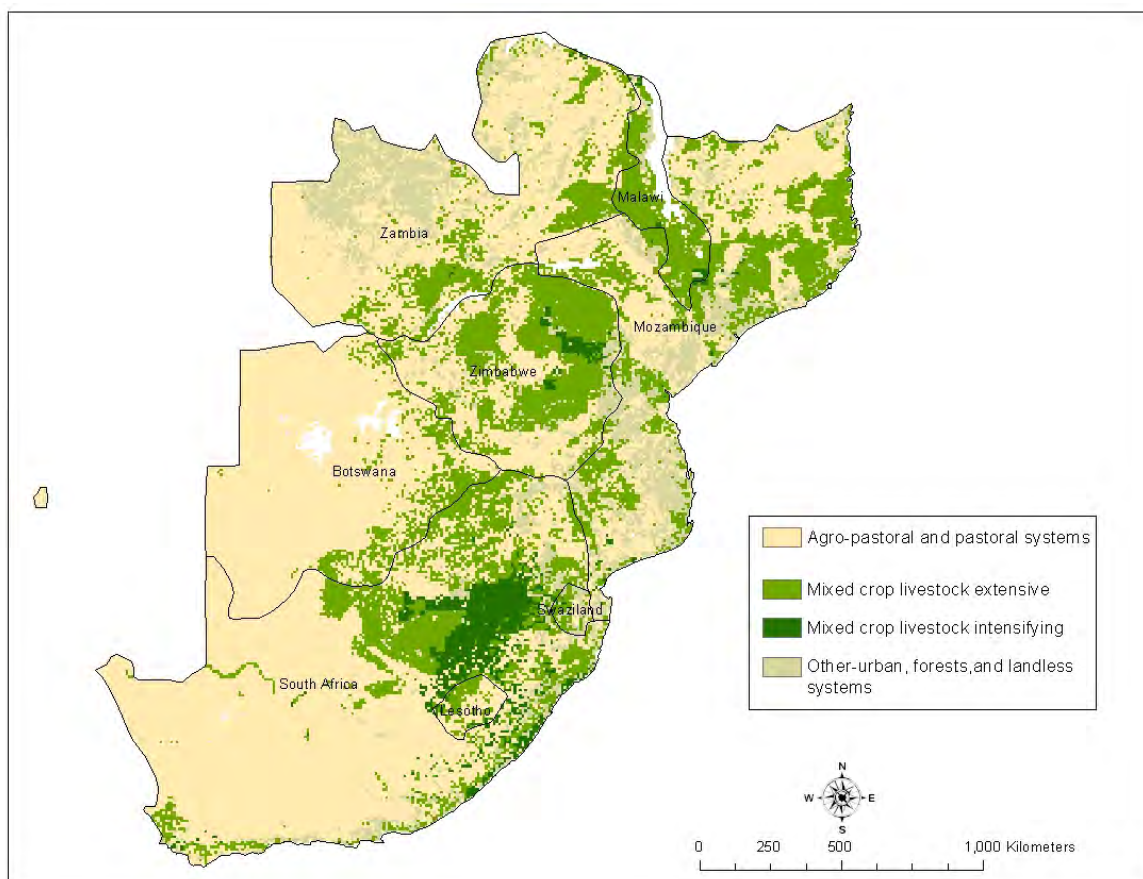 Malawi
Zambia
Mozambique
Zimbabwe
Botswana
Swaziland
South Africa
Lesotho
Agro-pastoral and pastoral systems
Mixed crop livestock extensive
Mixed crop livestock intensifying
Other-urban, forests,and landless
systems
N
W E
S
0 250 500 1,000 Kilometers